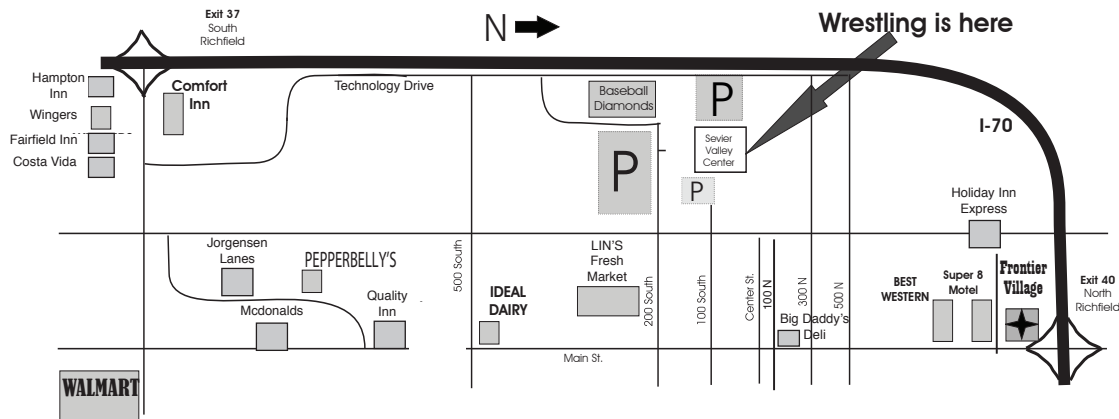 Exit 37
South
Richfield
N
Wrestling is here
Hampton
Inn
Comfort
Inn
Technology Drive
Baseball
Diamonds
P
Wingers
I-70
Fairfield Inn
Sevier
Valley
Center
Costa Vida
P
P
Holiday Inn
Express
Jorgensen
Lanes
PEPPERBELLY'S
LIN'S
Fresh
Market
500 South
200 South
100 South
Center St.
100 N
300 N
500 N
BEST
WESTERN
Super 8
Motel
Frontier
Village
Exit 40
North
Richfield
Quality
Inn
IDEAL
DAIRY
Mcdonalds
Big Daddy's
Deli
Main St.
WALMART